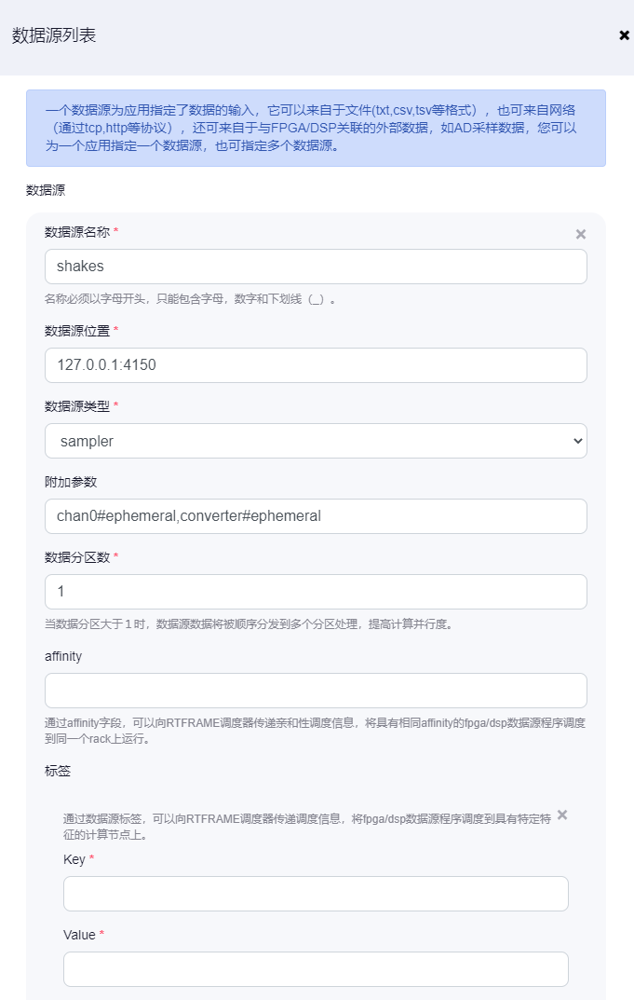 数据源列表
一个数据源为应用指定了数据的输入，它可以来自于文件(txt,csv,tsv等格式），也可来自网络
（通过tcp,http等协议），还可来自于与FPGA/DSP关联的外部数据，如AD采样数据，您可以
为一个应用指定一个数据源，也可指定多个数据源。
数据源
数据源名称 *
shakes
名称必须以字母开头，只能包含字母，数字和下划线（_）。
数据源位置 *
127.0.0.1:4150
数据源类型 *
sampler
附加参数
chan0#ephemeral,converter#ephemeral
数据分区数 *
1
当数据分区大于 1 时，数据源数据将被顺序分发到多个分区处理，提高计算并行度。
affinity
通过affinity字段，可以向RTFRAME调度器传递亲和性调度信息，将具有相同affinity的fpga/dsp数据源程序调度
到同一个rack上运行。
标签
通过数据源标签，可以向RTFRAME调度器传递调度信息，将fpga/dsp数据源程序调度到具有特定特
征的计算节点上。
Key *
Value *